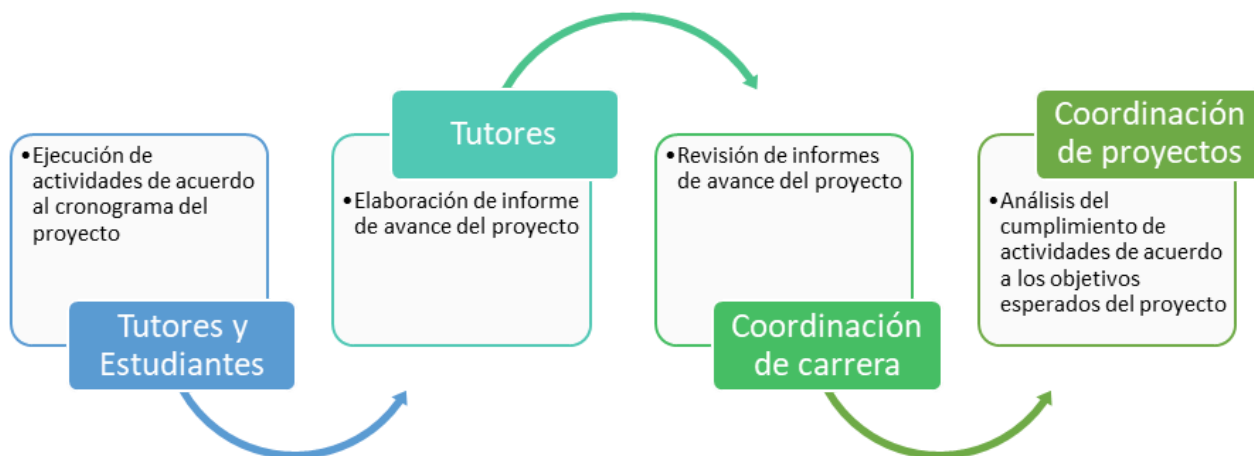 •Ejecución de
actividades de acuerdo
al cronograma del
proyecto
Tutores y
Estudiantes
Tutores
•Elaboración de informe
de avance del proyecto
•Revisión de informes
de avance del proyecto
Coordinación
de carrera
Coordinación
de proyectos
•Análisis del
cumplimiento de
actividades de acuerdo
a los objetivos
esperados del proyecto